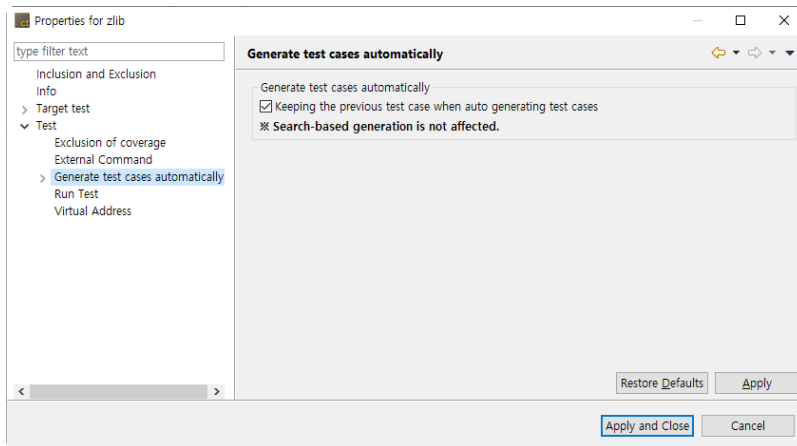 ct Properties for zlib
type filter text
Inclusion and Exclusion
Info
Target test
Test
Exclusion of coverage
External Command
Generate test cases automatically
Run Test
Virtual Address
Generate test cases automatically
Generate test cases automatically
Keeping the previous test case when auto generating test cases
※ Search-based generation is not affected.
Restore Defaults Apply
Apply and Close Cancel